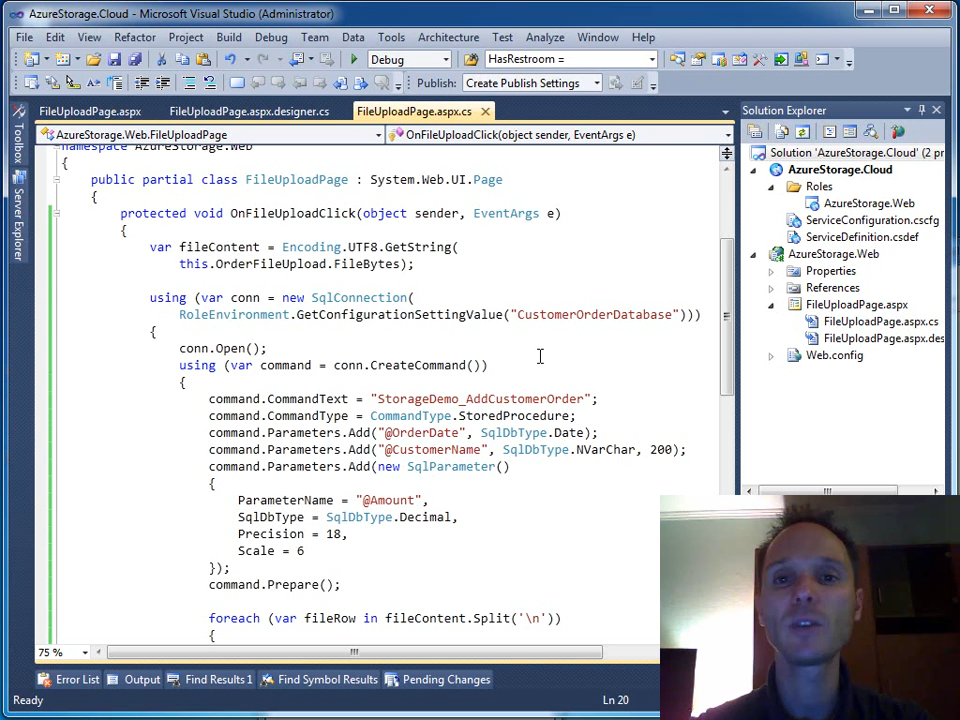 AzureStorage.Cloud - Microsoft Visual Studio (Administrator)
File Edit View Refactor Project Build Debug Team Data Tools Architecture Test Analyze Window Help
Debug HasRestroom =
Publish: Create Publish Settings
FileUploadPage.aspx FileUploadPage.aspx.designer.cs FileUploadPage.aspx.cs
AzureStorage.Web.FileUploadPage OnFileUploadClick(object sender, EventArgs e)
namespace AzureStorage.Web
{
public partial class FileUploadPage : System.Web.UI.Page
{
protected void OnFileUploadClick(object sender, EventArgs e)
{
var fileContent = Encoding.UTF8.GetString(
this.OrderFileUpload.FileBytes);
using (var conn = new SqlConnection(
RoleEnvironment.GetConfigurationSettingValue("CustomerOrderDatabase")))
{
conn.Open();
using (var command = conn.CreateCommand())
{
command.CommandText = "StorageDemo_AddCustomerOrder";
command.CommandType = CommandType.StoredProcedure;
command.Parameters.Add("@OrderDate", SqlDbType.Date);
command.Parameters.Add("@CustomerName", SqlDbType.NVarChar, 200);
command.Parameters.Add(new SqlParameter()
{
ParameterName = "@Amount",
SqlDbType = SqlDbType.Decimal,
Precision = 18,
Scale = 6
});
command.Prepare();
foreach (var fileRow in fileContent.Split('\n'))
{
75 %
Toolbox
Server Explorer
Solution Explorer
Solution 'AzureStorage.Cloud' (2 pr
AzureStorage.Cloud
Roles
AzureStorage.Web
ServiceConfiguration.cscfg
ServiceDefinition.csdef
AzureStorage.Web
Properties
References
FileUploadPage.aspx
FileUploadPage.aspx.cs
FileUploadPage.aspx.des
Web.config
Error List Output Find Results 1 Find Symbol Results Pending Changes
Ready Ln 20